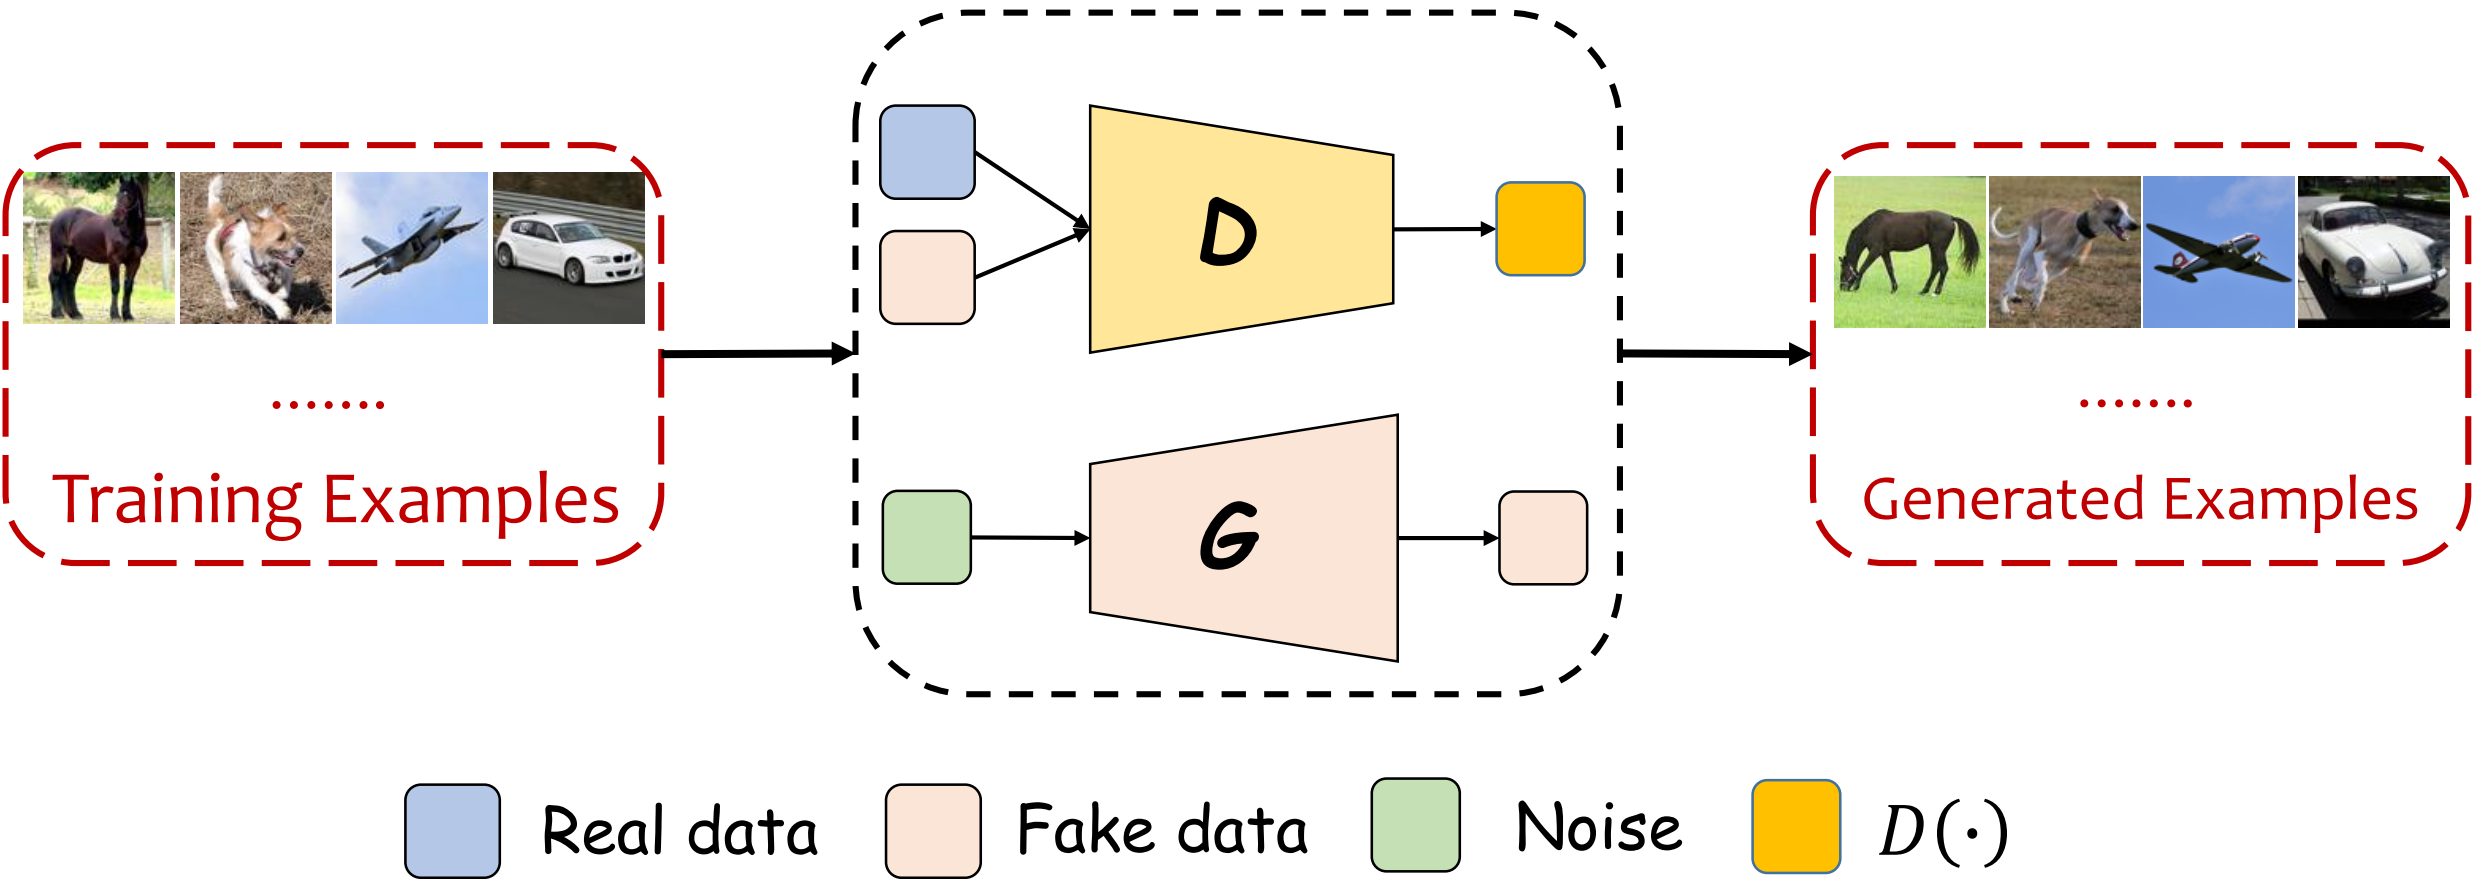 D
.......
.......
Training Examples
G
Generated Examples
Real data
Fake data
Noise
D(·)